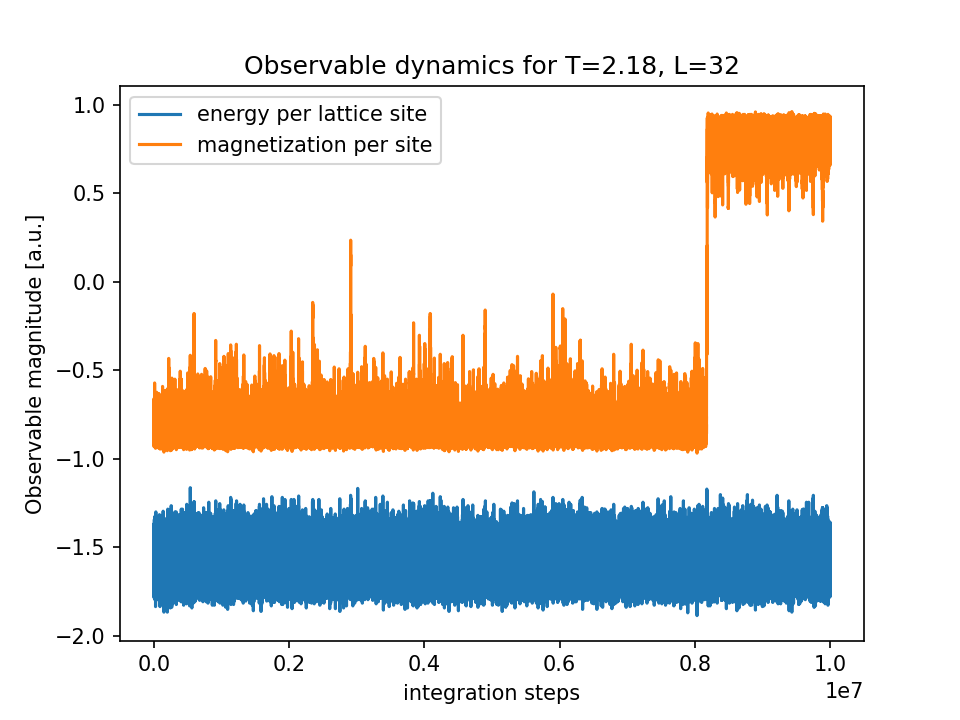 Observable dynamics for T=2.18, L=32
energy per lattice site
magnetization per site
Observable magnitude [a.u.]
1.0
0.5
0.0
−0.5
−1.0
−1.5
−2.0
0.0 0.2 0.4 0.6 0.8 1.0
1e7
integration steps